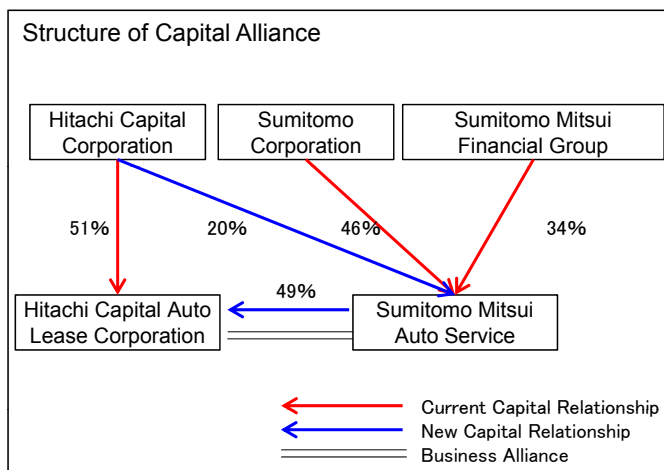 Structure of Capital Alliance
Hitachi Capital
Corporation
Sumitomo
Corporation
Sumitomo Mitsui
Financial Group
51%
20%
46%
34%
49%
Hitachi Capital Auto
Lease Corporation
Sumitomo Mitsui
Auto Service
Current Capital Relationship
New Capital Relationship
Business Alliance